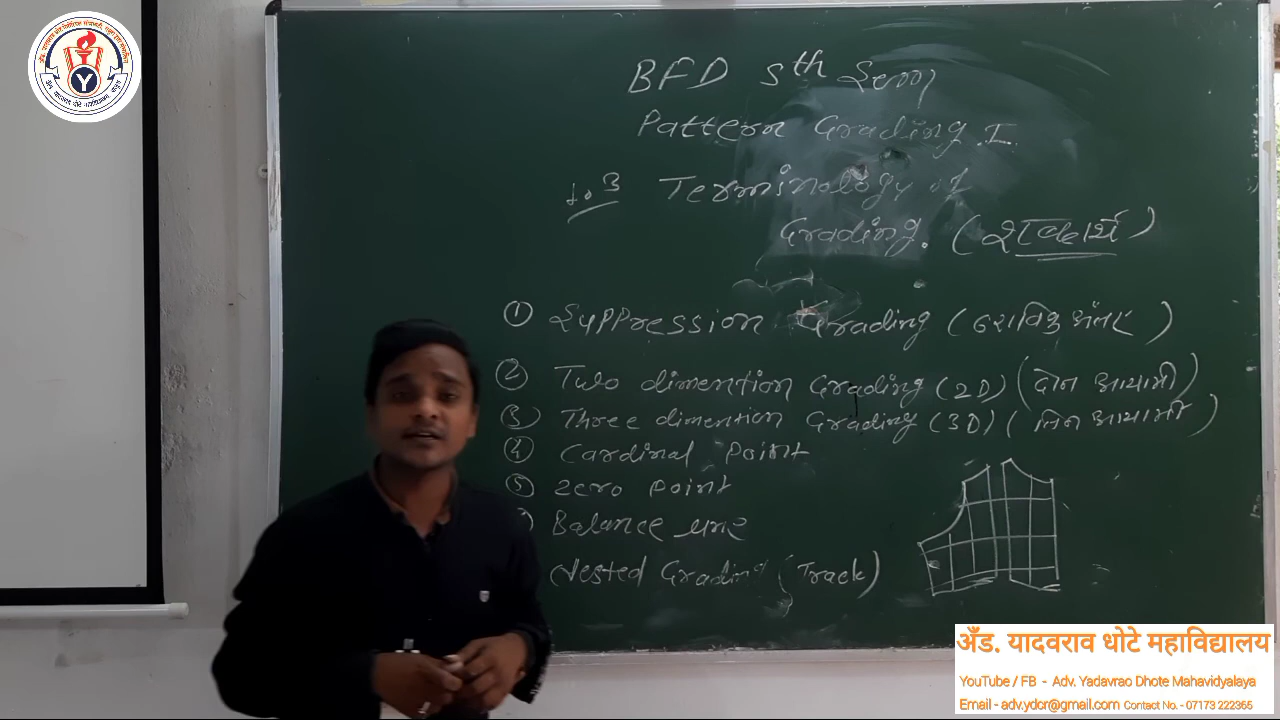 BFD 5th Sem
Pattern Grading I
Terminology of
Grading. (शब्दार्थ)
① Suppression Grading (ठराविक अंतर)
② Two dimention Grading (2D) (दोन आयामी)
③ Three dimention Grading (3D) (तिन आयामी)
④ Cardinal Point
⑤ Zero Point
Balance
Nested Grading (Track)
Y
अँड. यादवराव धोटे महाविद्यालय
YouTube / FB - Adv. Yadavrao Dhote Mahavidyalaya
Email - adv.ydcr@gmail.com Contact No. - 07173 222365